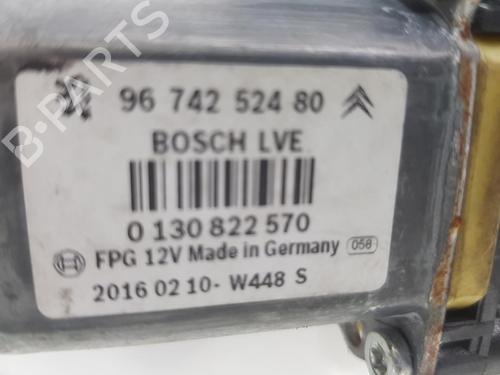 96 742 524 80
BOSCH LVE
0 130 822 570
FPG 12V Made in Germany 058
2016 02 10- W448 S